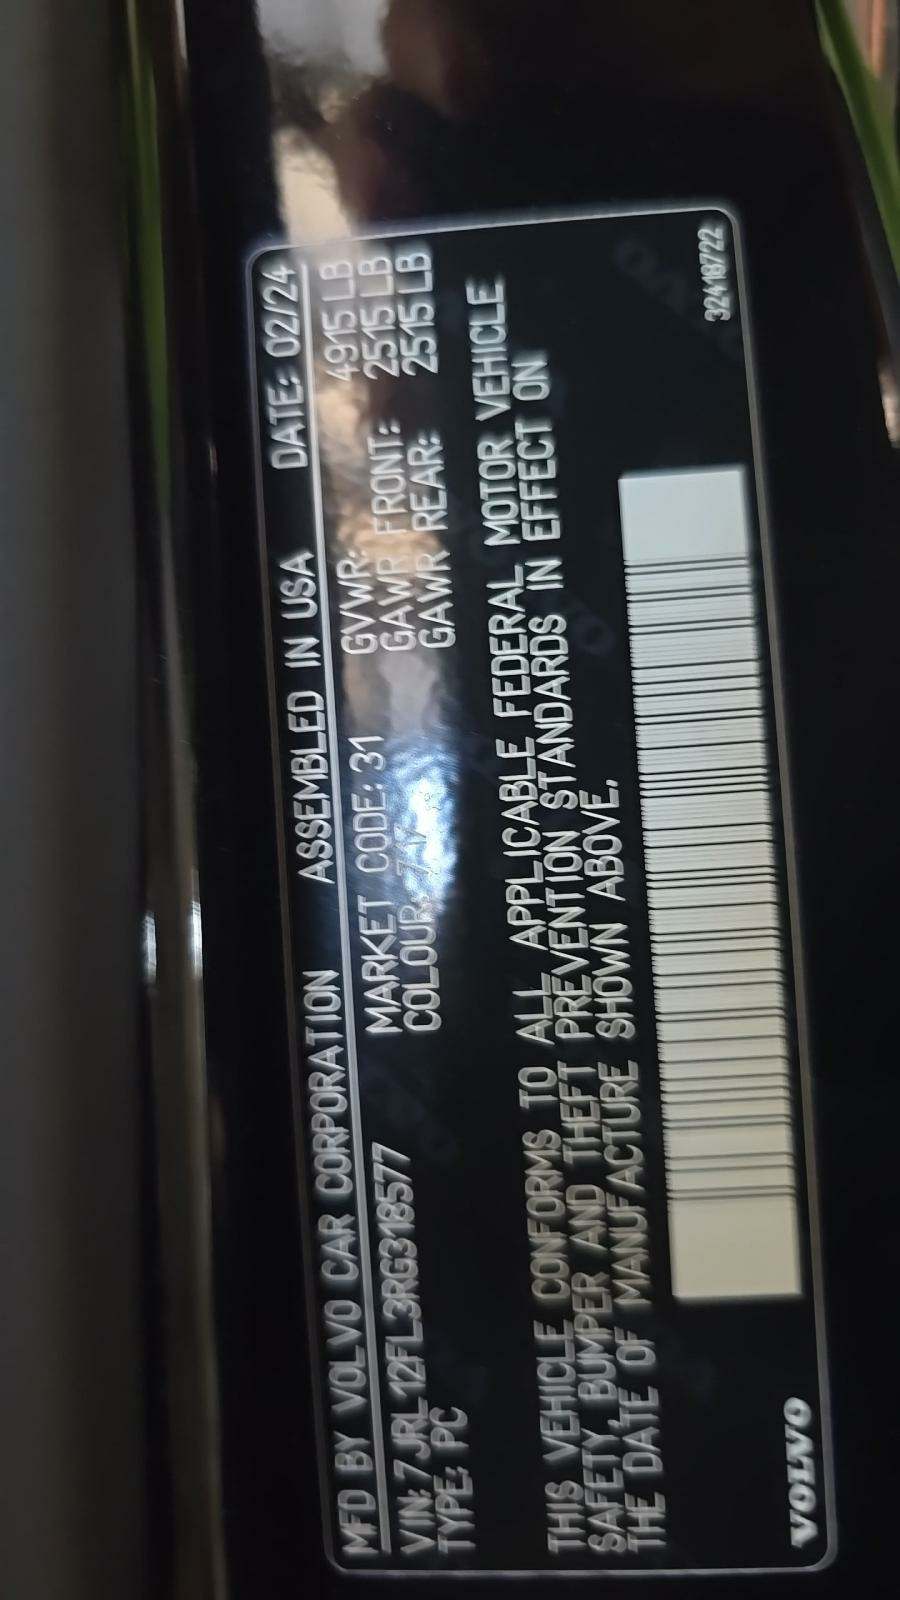 MFD BY VOLVO CAR CORPORATION ASSEMBLED IN USA DATE: 02/24
VIN: 7JRL12FL3RG318577 MARKET CODE: 31 GVWR: 4915 LB
TYPE: PC COLOUR: GAWR FRONT: 2515 LB
GAWR REAR: 2515 LB
THIS VEHICLE CONFORMS TO ALL APPLICABLE FEDERAL MOTOR VEHICLE
SAFETY, BUMPER AND THEFT PREVENTION STANDARDS IN EFFECT ON
THE DATE OF MANUFACTURE SHOWN ABOVE.
VOLVO 32418722